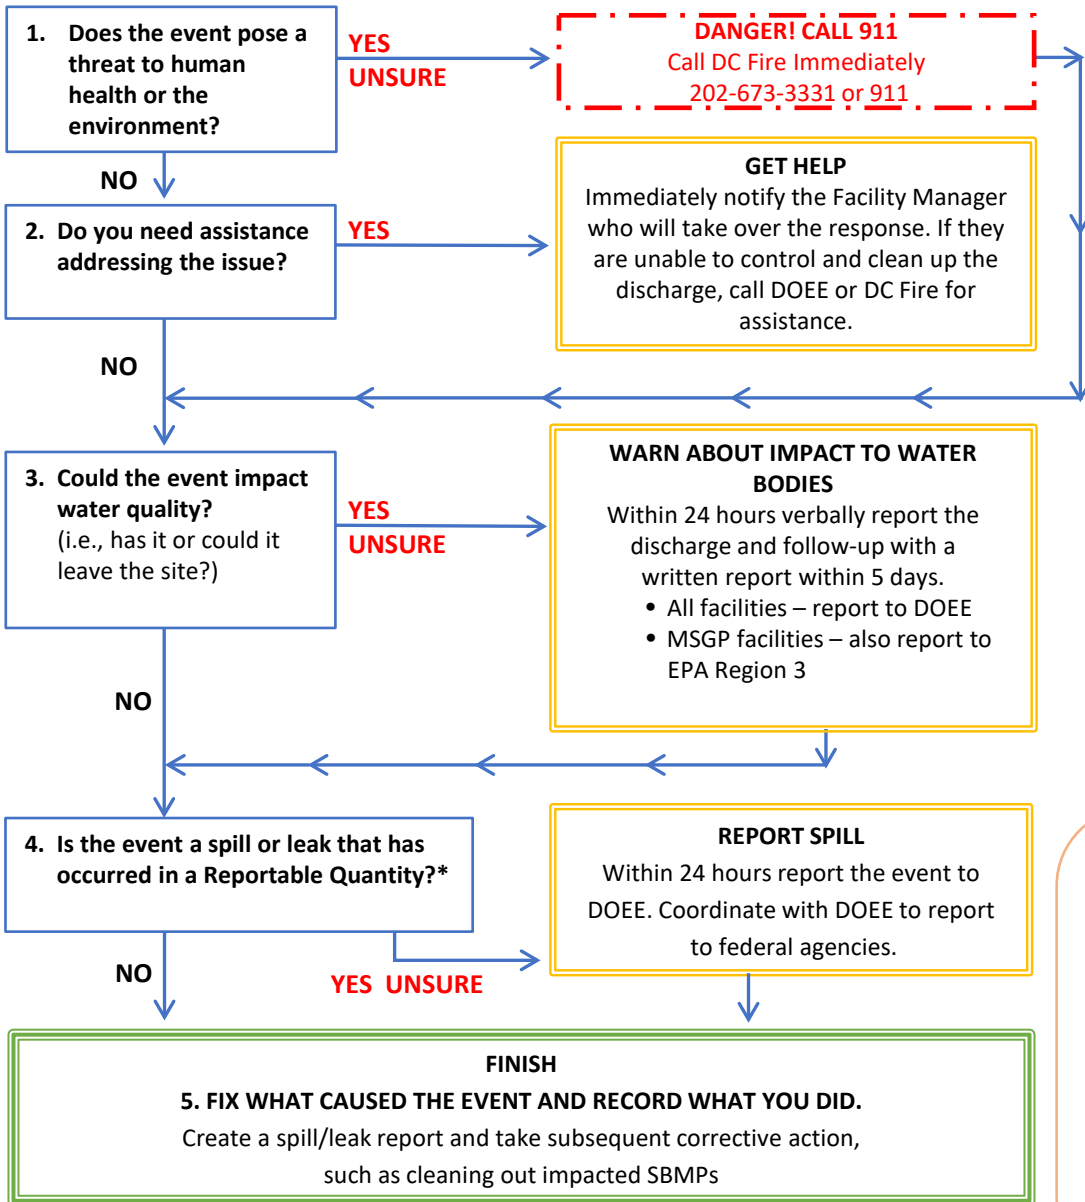 1. Does the event pose a
threat to human
health or the
environment?
YES
UNSURE
DANGER! CALL 911
Call DC Fire Immediately
202-673-3331 or 911
NO
2. Do you need assistance
addressing the issue?
YES
GET HELP
Immediately notify the Facility Manager
who will take over the response. If they
are unable to control and clean up the
discharge, call DOEE or DC Fire for
assistance.
NO
3. Could the event impact
water quality?
(i.e., has it or could it
leave the site?)
YES
UNSURE
WARN ABOUT IMPACT TO WATER
BODIES
Within 24 hours verbally report the
discharge and follow-up with a
written report within 5 days.
• All facilities – report to DOEE
• MSGP facilities – also report to
EPA Region 3
NO
4. Is the event a spill or leak that has
occurred in a Reportable Quantity?*
REPORT SPILL
Within 24 hours report the event to
DOEE. Coordinate with DOEE to report
to federal agencies.
NO
YES UNSURE
FINISH
5. FIX WHAT CAUSED THE EVENT AND RECORD WHAT YOU DID.
Create a spill/leak report and take subsequent corrective action,
such as cleaning out impacted SBMPs